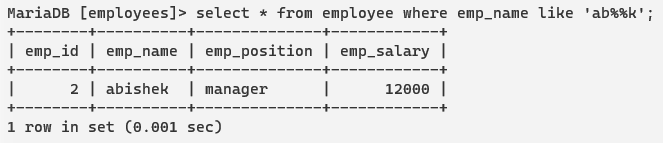 MariaDB [employees]> select * from employee where emp_name like 'ab%%k';
+--------+----------+--------------+------------+
| emp_id | emp_name | emp_position | emp_salary |
+--------+----------+--------------+------------+
|      2 | abishek  | manager      |      12000 |
+--------+----------+--------------+------------+
1 row in set (0.001 sec)